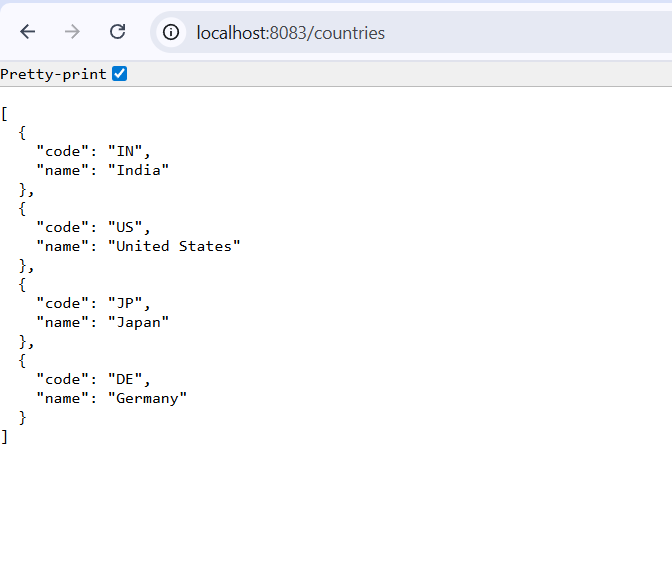 localhost:8083/countries
Pretty-print
[
  {
    "code": "IN",
    "name": "India"
  },
  {
    "code": "US",
    "name": "United States"
  },
  {
    "code": "JP",
    "name": "Japan"
  },
  {
    "code": "DE",
    "name": "Germany"
  }
]